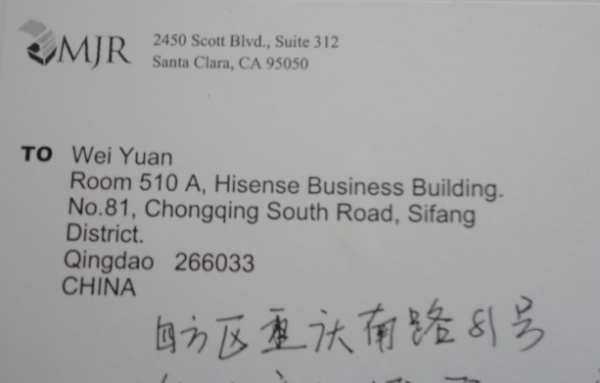 MJR
2450 Scott Blvd., Suite 312
Santa Clara, CA 95050
TO Wei Yuan
Room 510 A, Hisense Business Building.
No.81, Chongqing South Road, Sifang
District.
Qingdao 266033
CHINA
四方区重庆南路81号